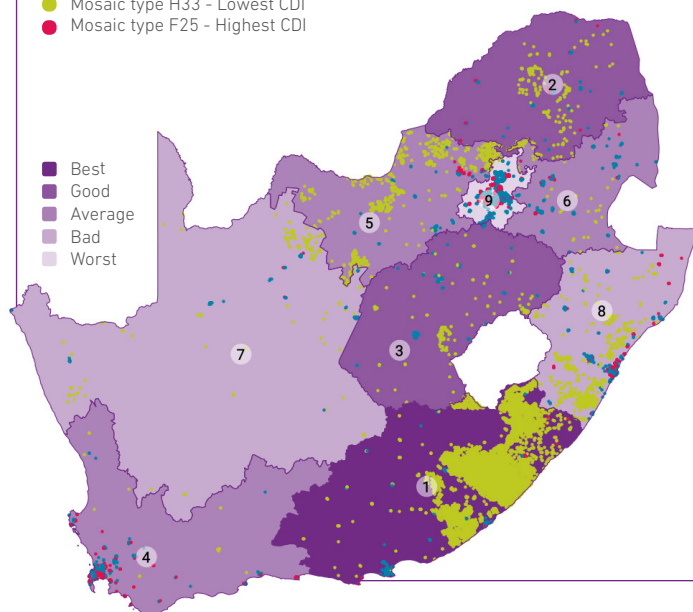 Mosaic type H33 - Lowest CDI
Mosaic type F25 - Highest CDI
2
Best
Good
Average
Bad
Worst
9
6
5
8
7
3
1
4